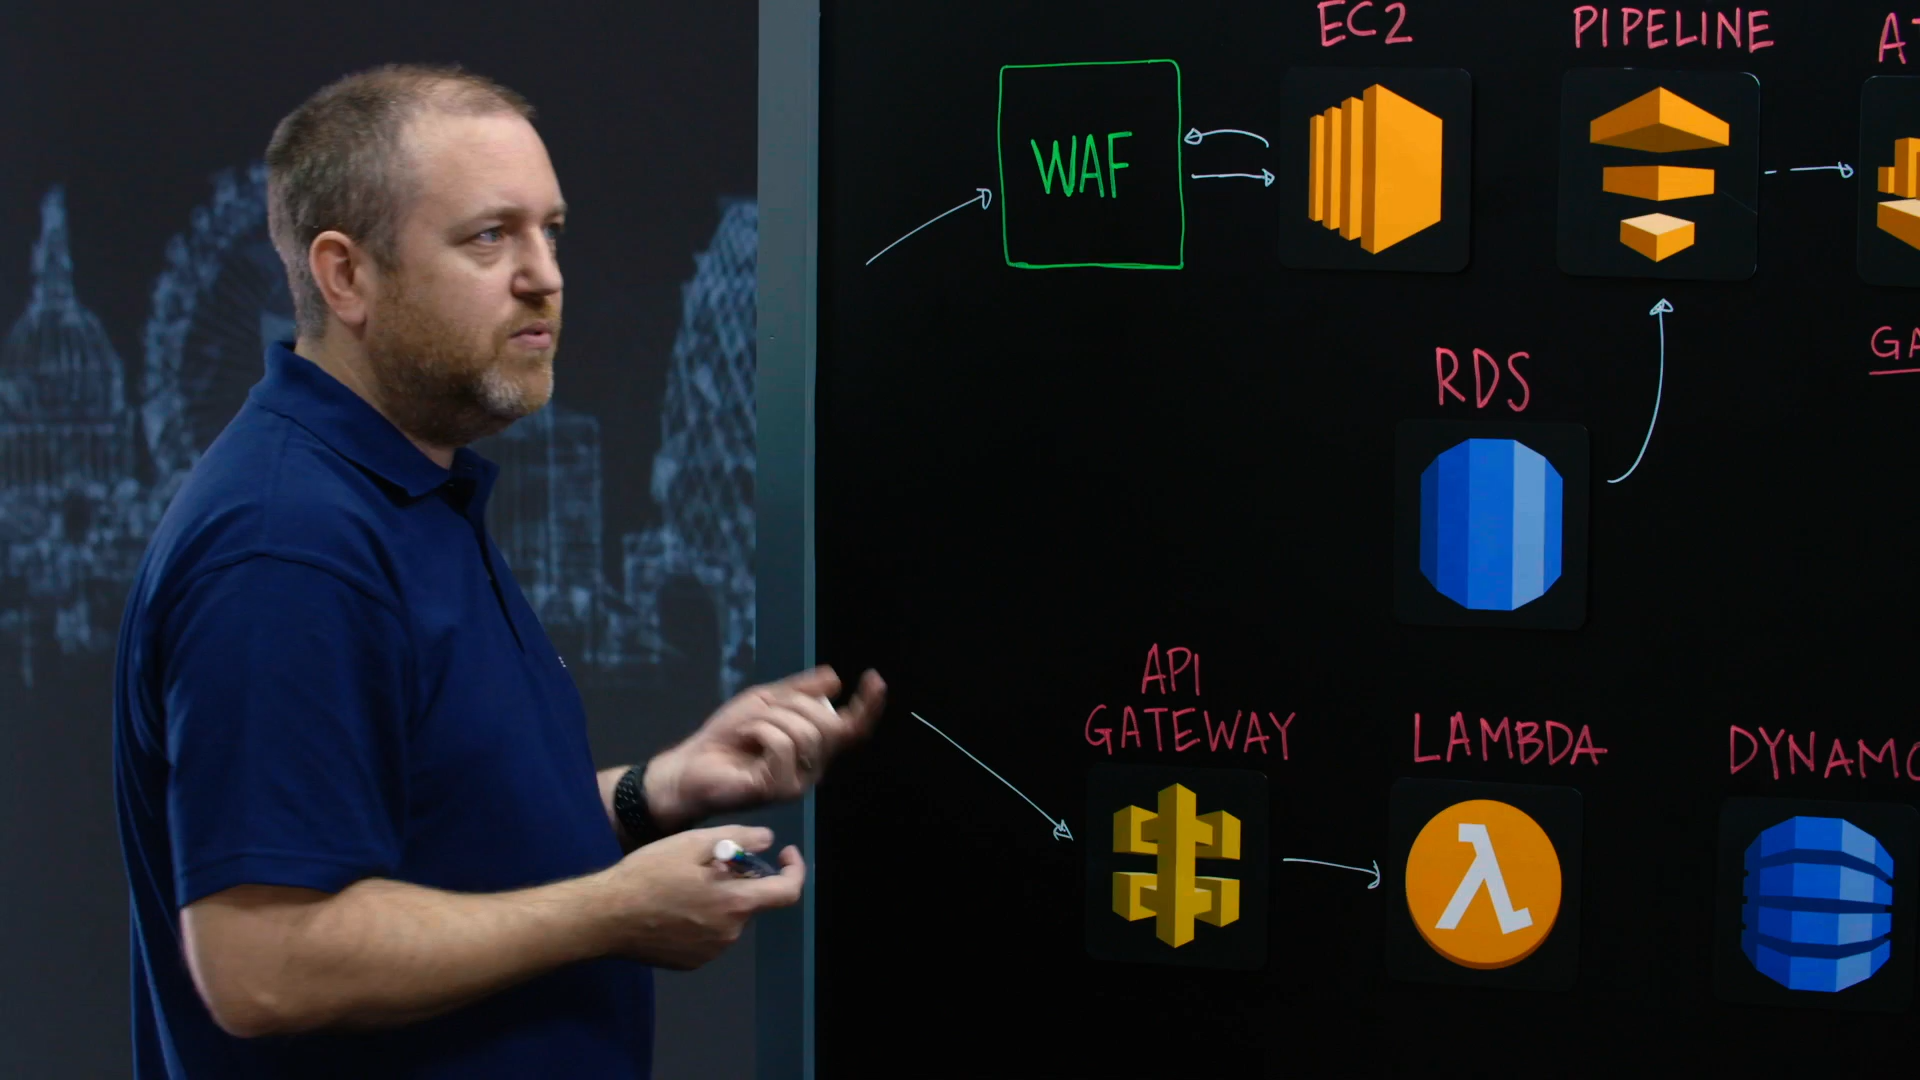 EC2
PIPELINE
WAF
RDS
API
GATEWAY
LAMBDA
λ